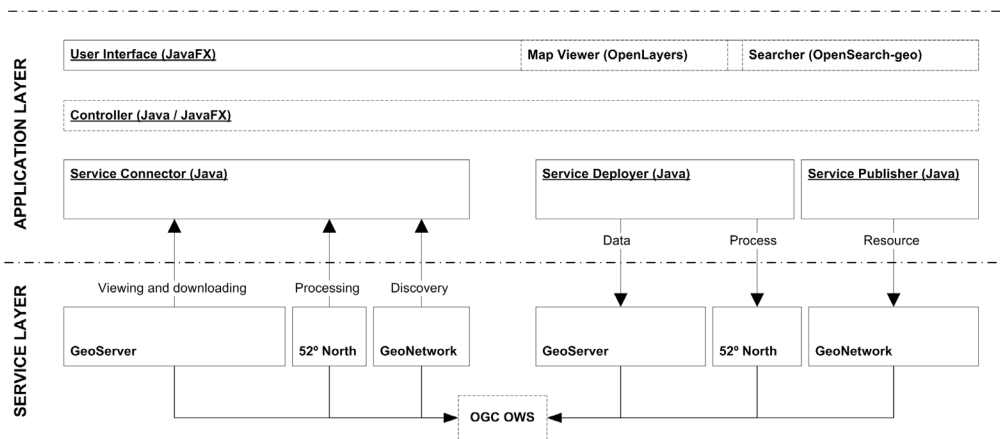 APPLICATION LAYER
User Interface (JavaFX)
Map Viewer (OpenLayers)
Searcher (OpenSearch-geo)
Controller (Java / JavaFX)
Service Connector (Java)
Service Deployer (Java)
Service Publisher (Java)
Data
Process
Resource
SERVICE LAYER
Viewing and downloading
Processing
Discovery
GeoServer
52º North
GeoNetwork
GeoServer
52º North
GeoNetwork
OGC OWS